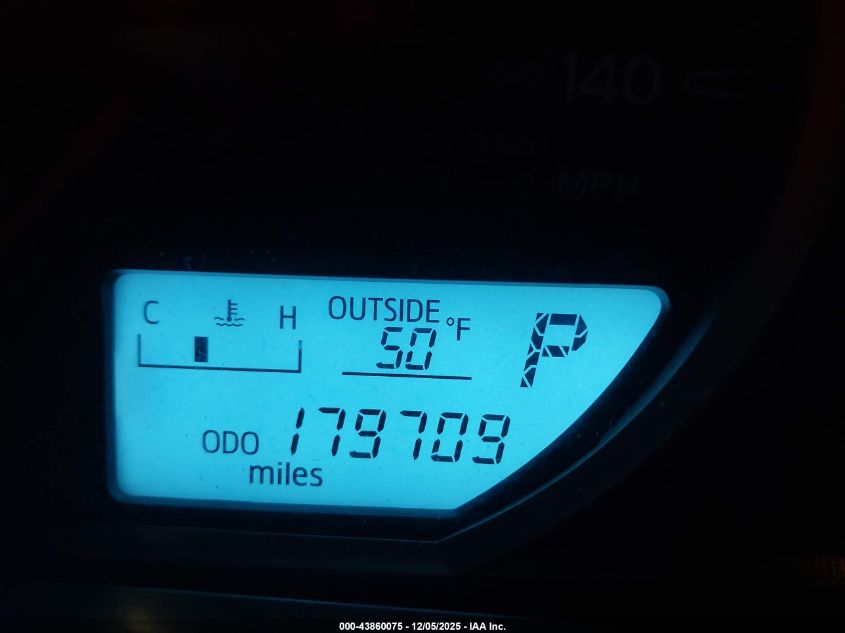 140
MPH
C H OUTSIDE
50 °F P
ODO 179709
miles
000-43860075 - 12/05/2025 - IAA Inc.